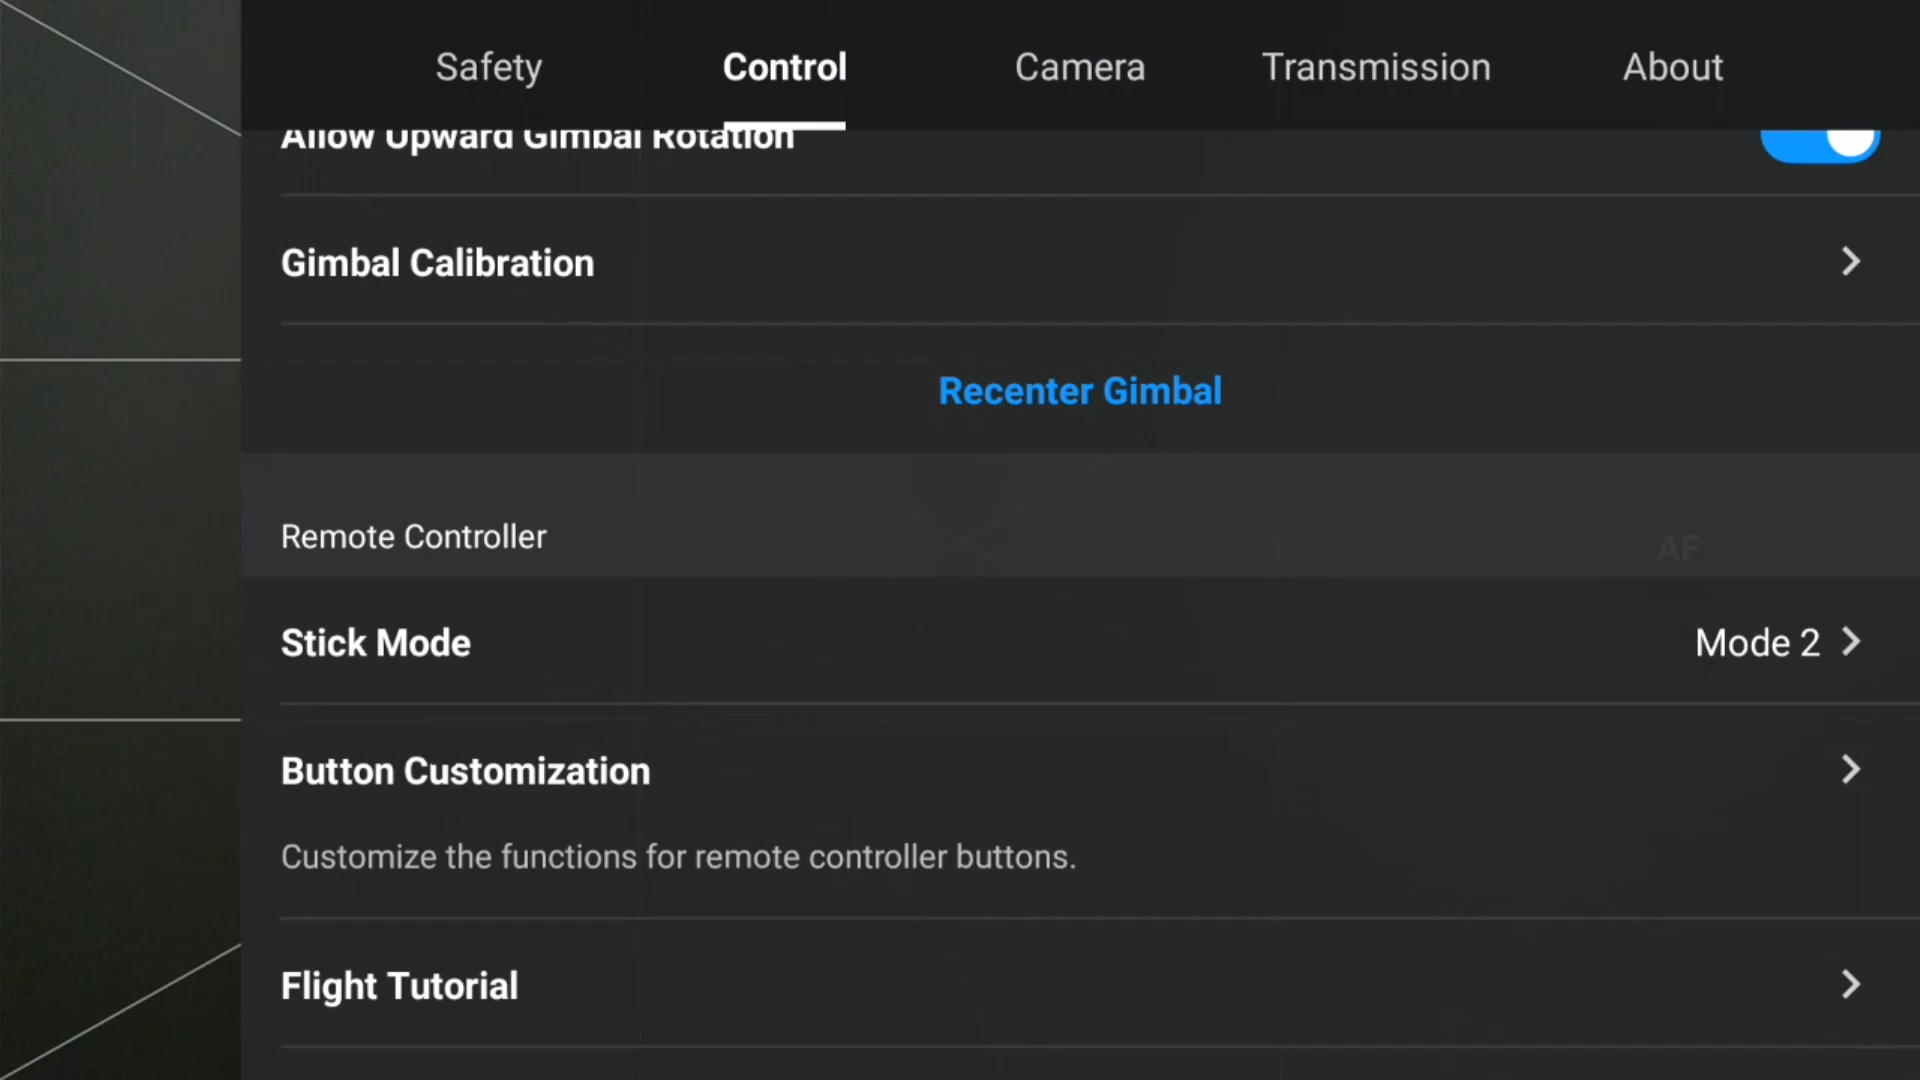 Safety Control Camera Transmission About
Allow Upward Gimbal Rotation
Gimbal Calibration
Recenter Gimbal
Remote Controller
AF
Stick Mode Mode 2
Button Customization
Customize the functions for remote controller buttons.
Flight Tutorial